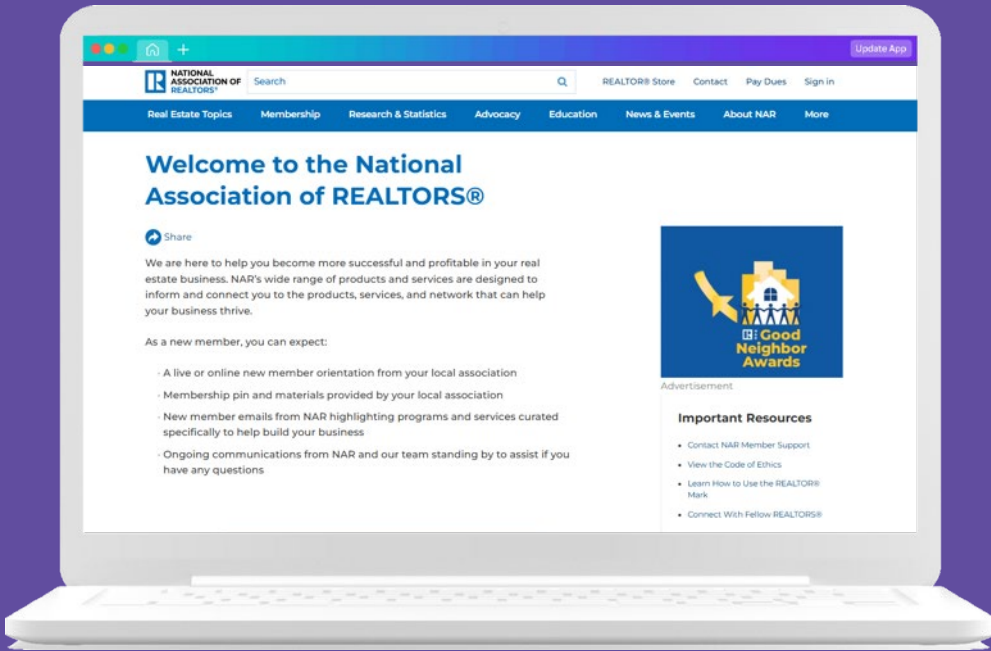 Update App
NATIONAL
ASSOCIATION OF
REALTORS®
Search
REALTOR® Store Contact Pay Dues Sign in
Real Estate Topics Membership Research & Statistics Advocacy Education News & Events About NAR More
Welcome to the National
Association of REALTORS®
Share
We are here to help you become more successful and profitable in your real
estate business. NAR's wide range of products and services are designed to
inform and connect you to the products, services, and network that can help
your business thrive.
As a new member, you can expect:
· A live or online new member orientation from your local association
· Membership pin and materials provided by your local association
· New member emails from NAR highlighting programs and services curated
specifically to help build your business
· Ongoing communications from NAR and our team standing by to assist if you
have any questions
Good
Neighbor
Awards
Advertisement
Important Resources
• Contact NAR Member Support
• View the Code of Ethics
• Learn How to Use the REALTOR®
Mark
• Connect With Fellow REALTORS®